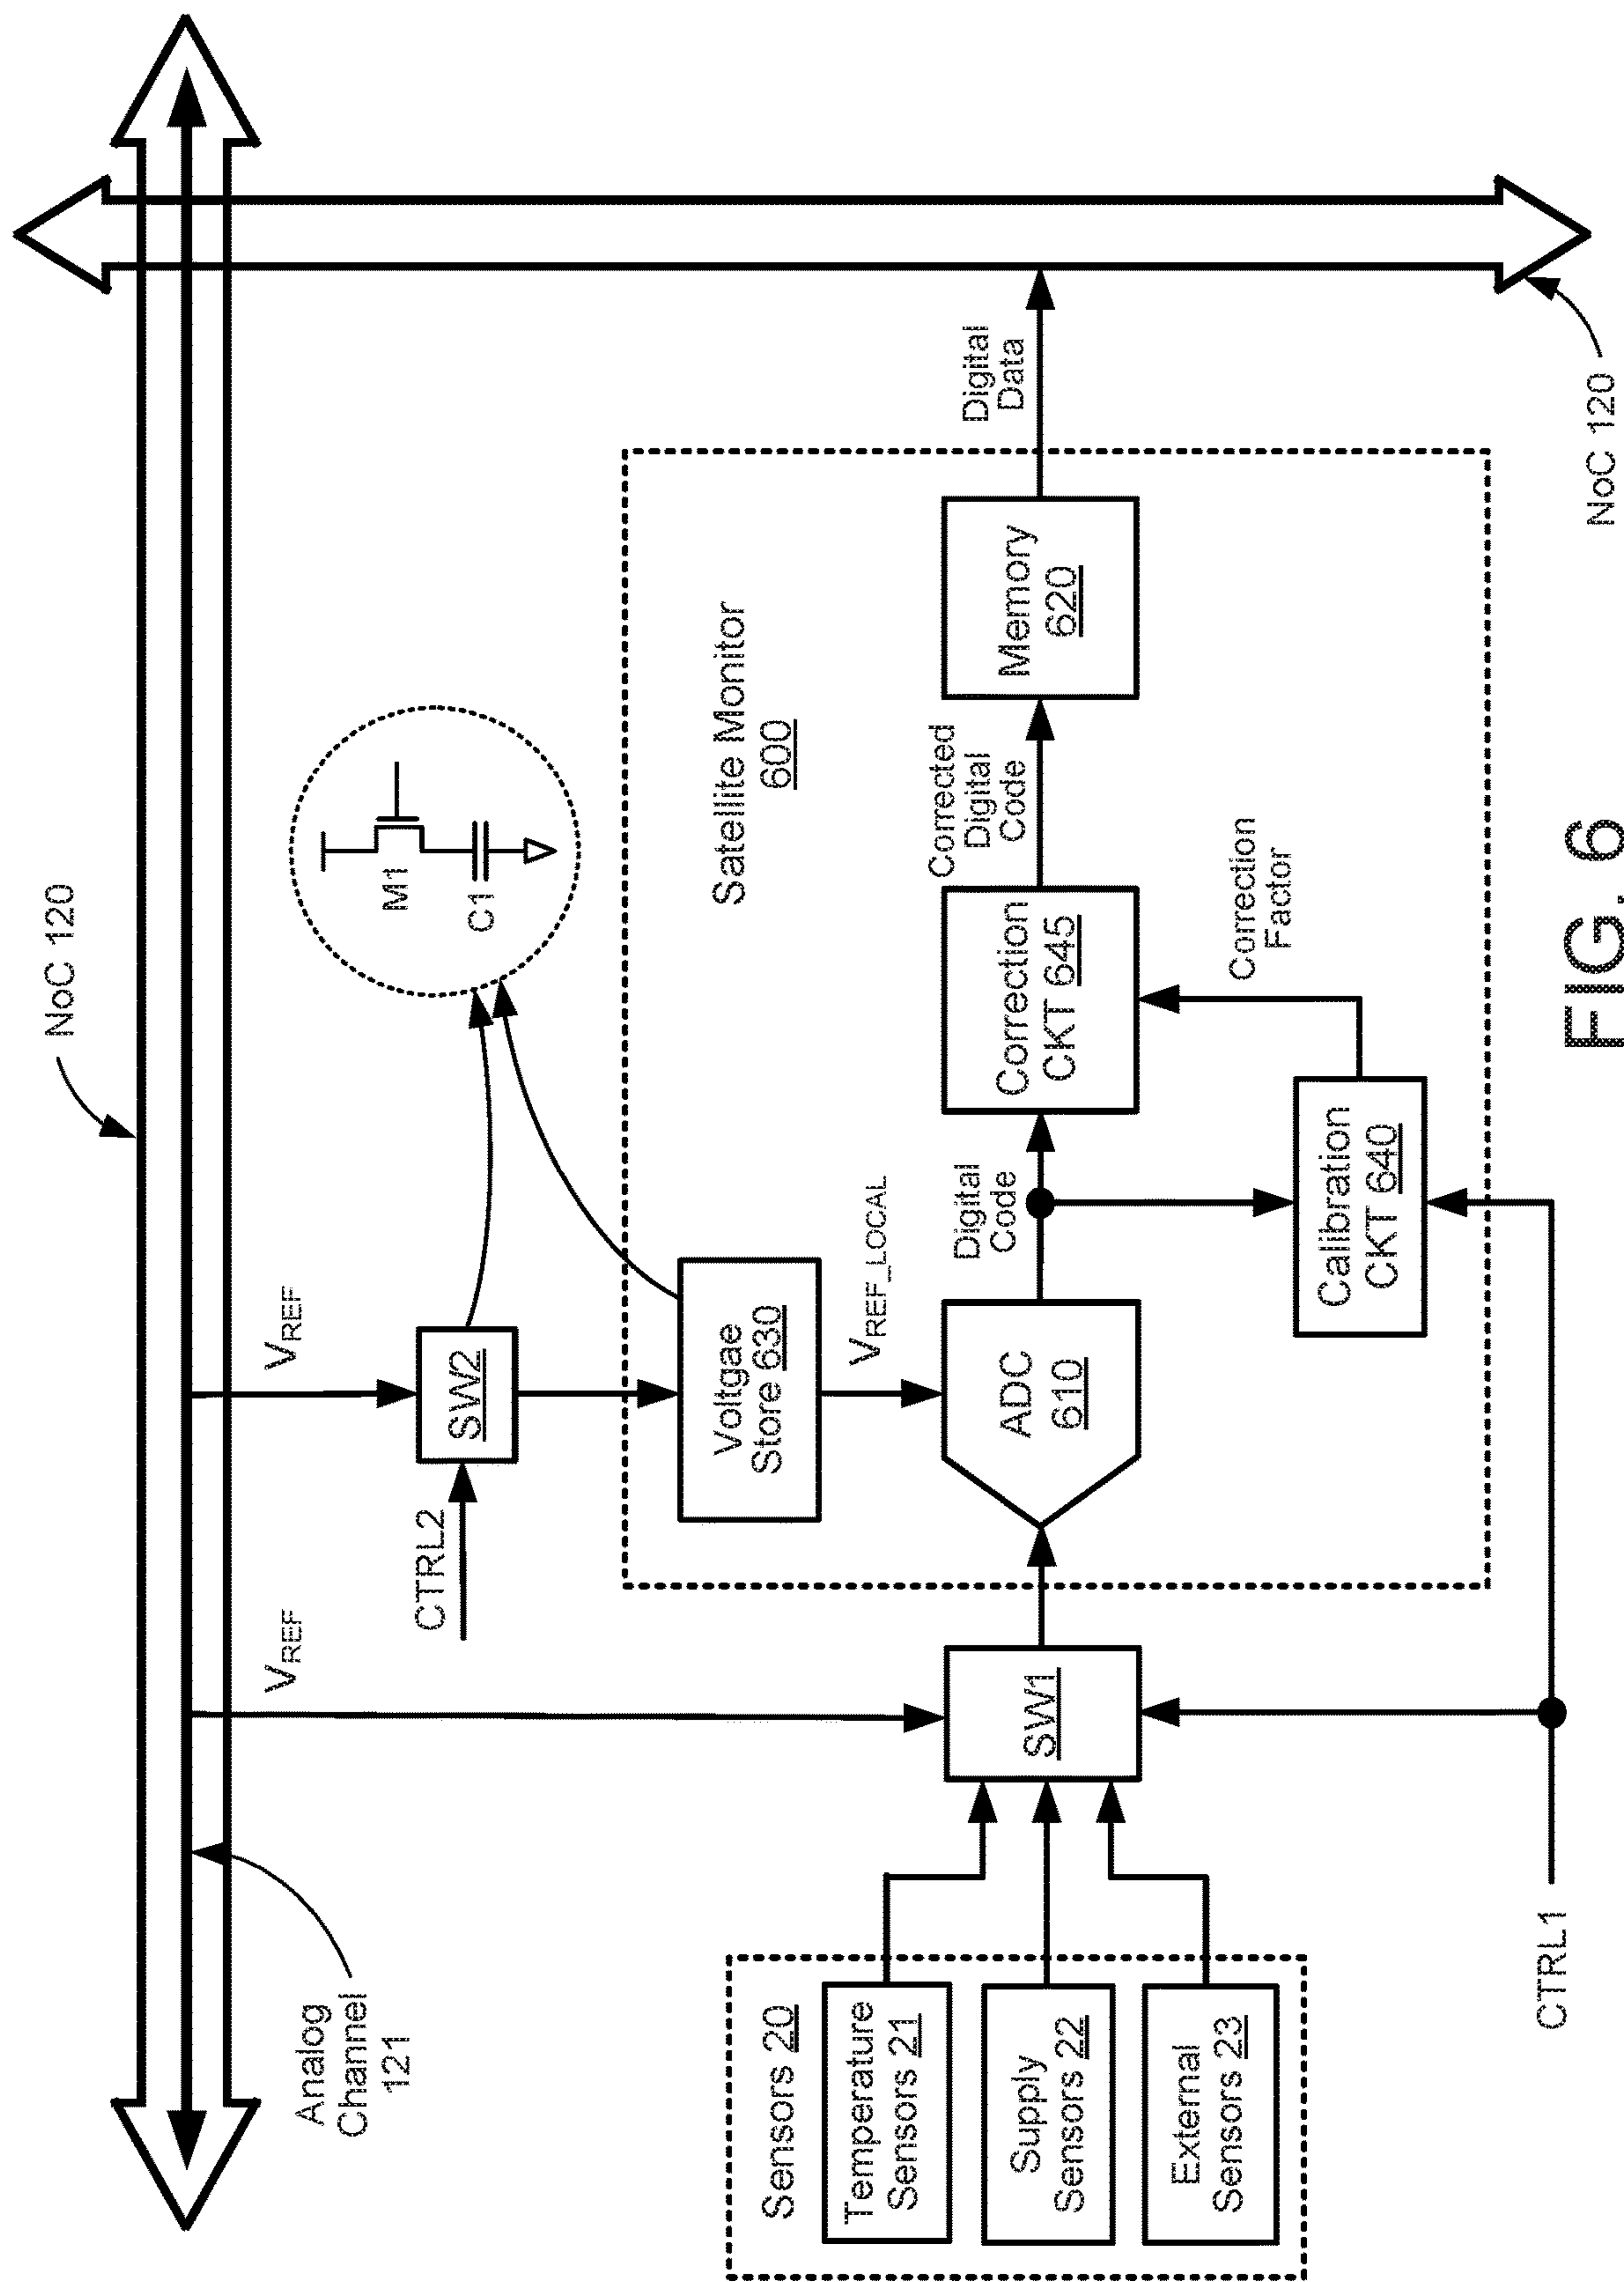 NoC 120
Analog
Channel
121
VREF
VREF
CTRL2
SW2
M1
C1
Satellite Monitor
600
Voltgae
Store 630
VREF_LOCAL
Sensors 20
Temperature
Sensors 21
Supply
Sensors 22
External
Sensors 23
SW1
ADC
610
Digital
Code
Correction
CKT 645
Corrected
Digital
Code
Memory
620
Digital
Data
Calibration
CKT 640
Correction
Factor
CTRL1
NoC 120
FIG. 6